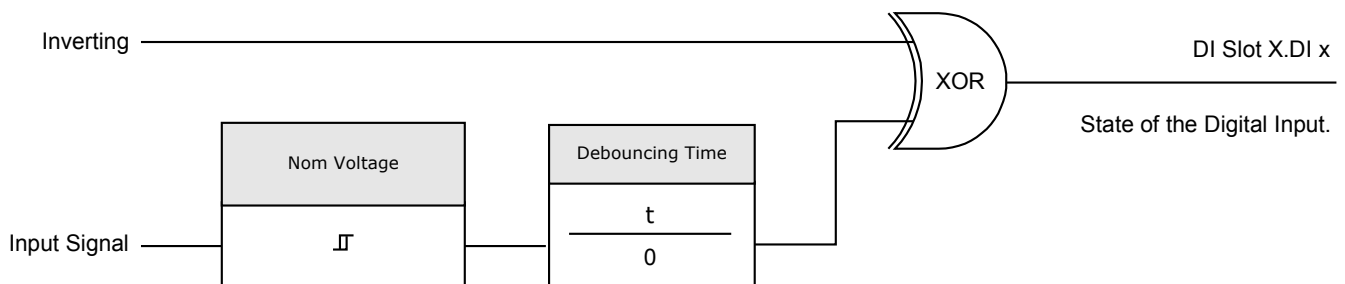 Inverting
XOR
DI Slot X.DI x
State of the Digital Input.
Nom Voltage
Debouncing Time
t
0
Input Signal